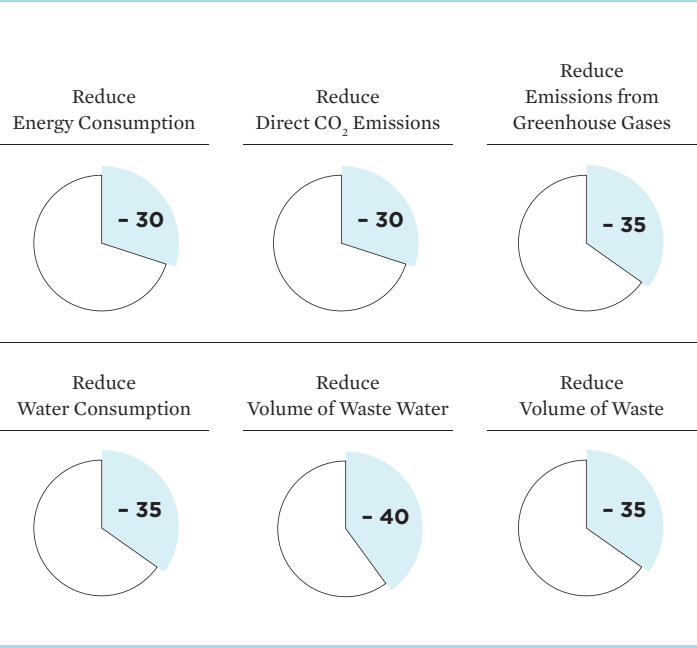 Reduce
Energy Consumption
– 30
Reduce
Direct CO₂ Emissions
– 30
Reduce
Emissions from
Greenhouse Gases
– 35
Reduce
Water Consumption
– 35
Reduce
Volume of Waste Water
– 40
Reduce
Volume of Waste
– 35